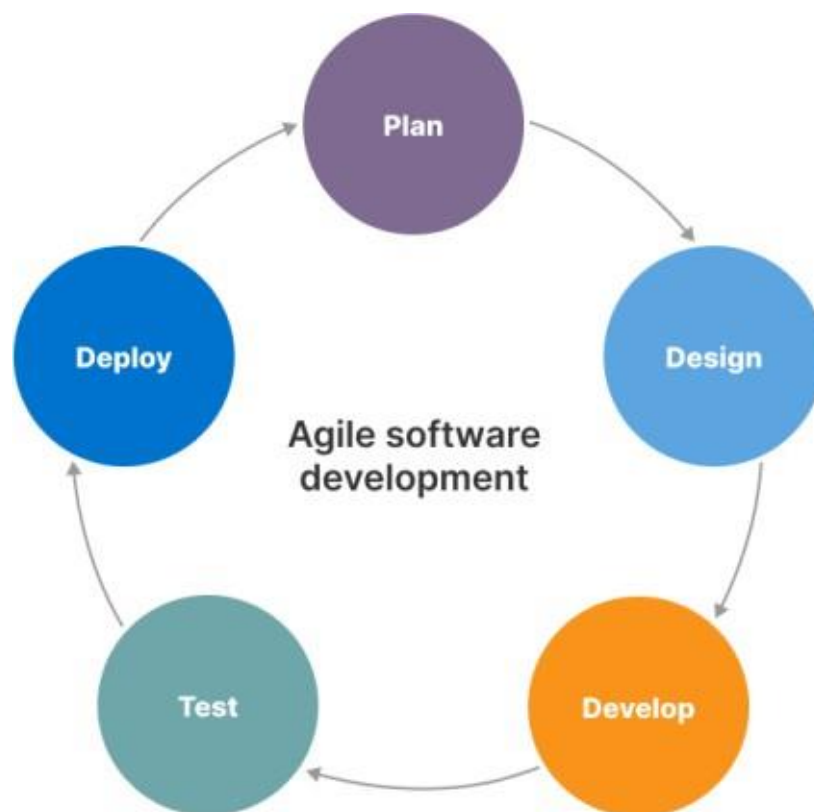 Plan
Design
Develop
Test
Deploy
Agile software
development